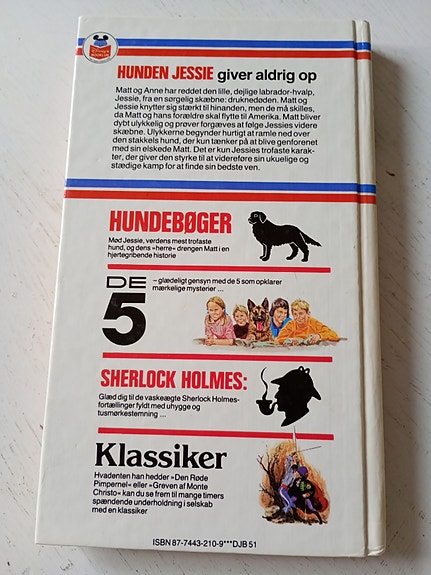 HUNDEN JESSIE giver aldrig op
Matt og Anne har reddet den lille, dejlige labrador-hvalp,
Jessie, fra en sørgelig skæbne: druknedøden. Matt og
Jessie knytter sig stærkt til hinanden, men de må skilles,
da Matt og hans forældre skal flytte til Amerika. Matt bliver
dybt ulykkelig og prøver forgæves at følge Jessies videre
skæbne. Ulykkerne begynder hurtigt at ramle ned over
den stakkels hund, der kun tænker på at blive genforenet
med sin elskede Matt. Det er kun Jessies trofaste karak-
ter, der giver den styrke til at videreføre sin ukuelige og
stædige kamp for at finde sin bedste ven.
HUNDEBØGER
Mød Jessie, verdens mest trofaste
hund, og dens »herre« drengen Matt i en
hjertegribende historie
DE
5
– glædeligt gensyn med de 5 som opklarer
mærkelige mysterier ...
SHERLOCK HOLMES:
Glæd dig til de vaskeægte Sherlock Holmes-
fortællinger fyldt med uhygge og
tusmørkestemning ...
Klassiker
Hvadenten han hedder »Den Røde
Pimpernel« eller »Greven af Monte
Christo« kan du se frem til mange timers
spændende underholdning i selskab
med en klassiker
ISBN 87-7443-210-9***DJB 51